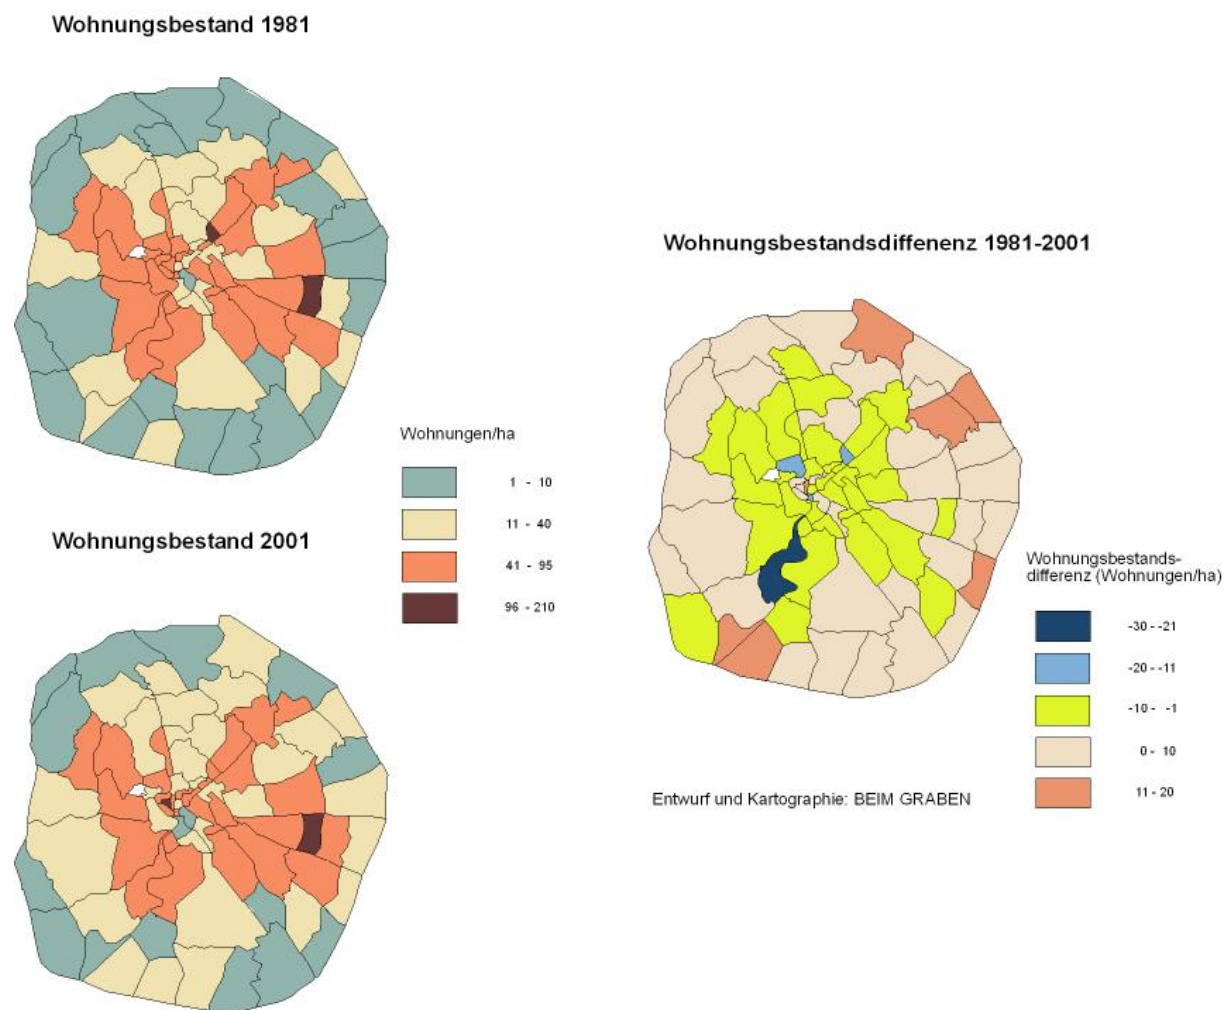 Wohnungsbestand 1981
Wohnungen/ha
1 - 10
11 - 40
41 - 95
96 - 210
Wohnungsbestand 2001
Wohnungsbestandsdiffenenz 1981-2001
Wohnungsbestands-
differenz (Wohnungen/ha)
-30 - -21
-20 - -11
-10 - -1
0 - 10
11 - 20
Entwurf und Kartographie: BEIM GRABEN